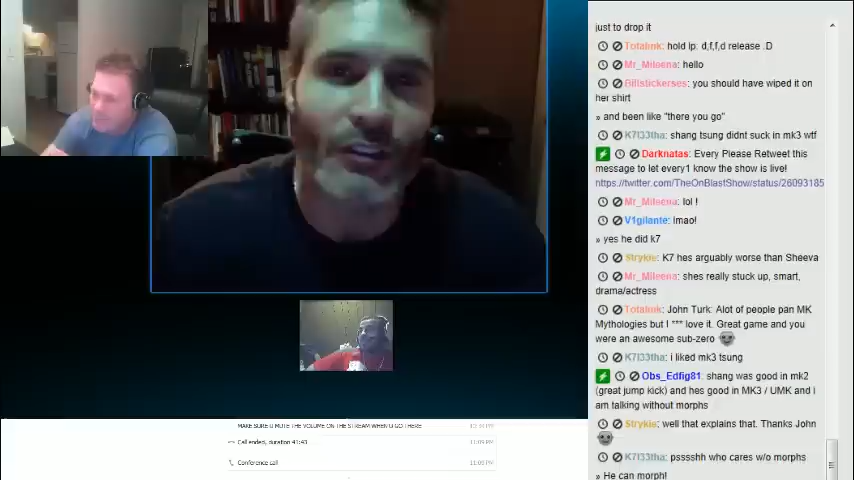 just to drop it
Totalink: hold lp: d,f,f,d release :D
Mr_Mileena: hello
Billstickerses: you should have wiped it on
her shirt
» and been like "there you go"
K7l33tha: shang tsung didnt suck in mk3 wtf
Darknatas: Every Please Retweet this
message to let every1 know the show is live!
https://twitter.com/TheOnBlastShow/status/26093185
Mr_Mileena: lol !
V1gilante: lmao!
» yes he did k7
Strykie: K7 hes arguably worse than Sheeva
Mr_Mileena: shes really stuck up, smart,
drama/actress
Totalink: John Turk: Alot of people pan MK
Mythologies but I *** love it. Great game and you
were an awesome sub-zero
K7l33tha: i liked mk3 tsung
Obs_Edfig81: shang was good in mk2
(great jump kick) and hes good in MK3 / UMK and i
am talking without morphs
Strykie: well that explains that. Thanks John
K7l33tha: psssshh who cares w/o morphs
» He can morph!
MAKE SURE U MUTE THE VOLUME ON THE STREAM WHEN U GO THERE
Call ended, duration 41:43 11:09 PM
Conference call 11:09 PM